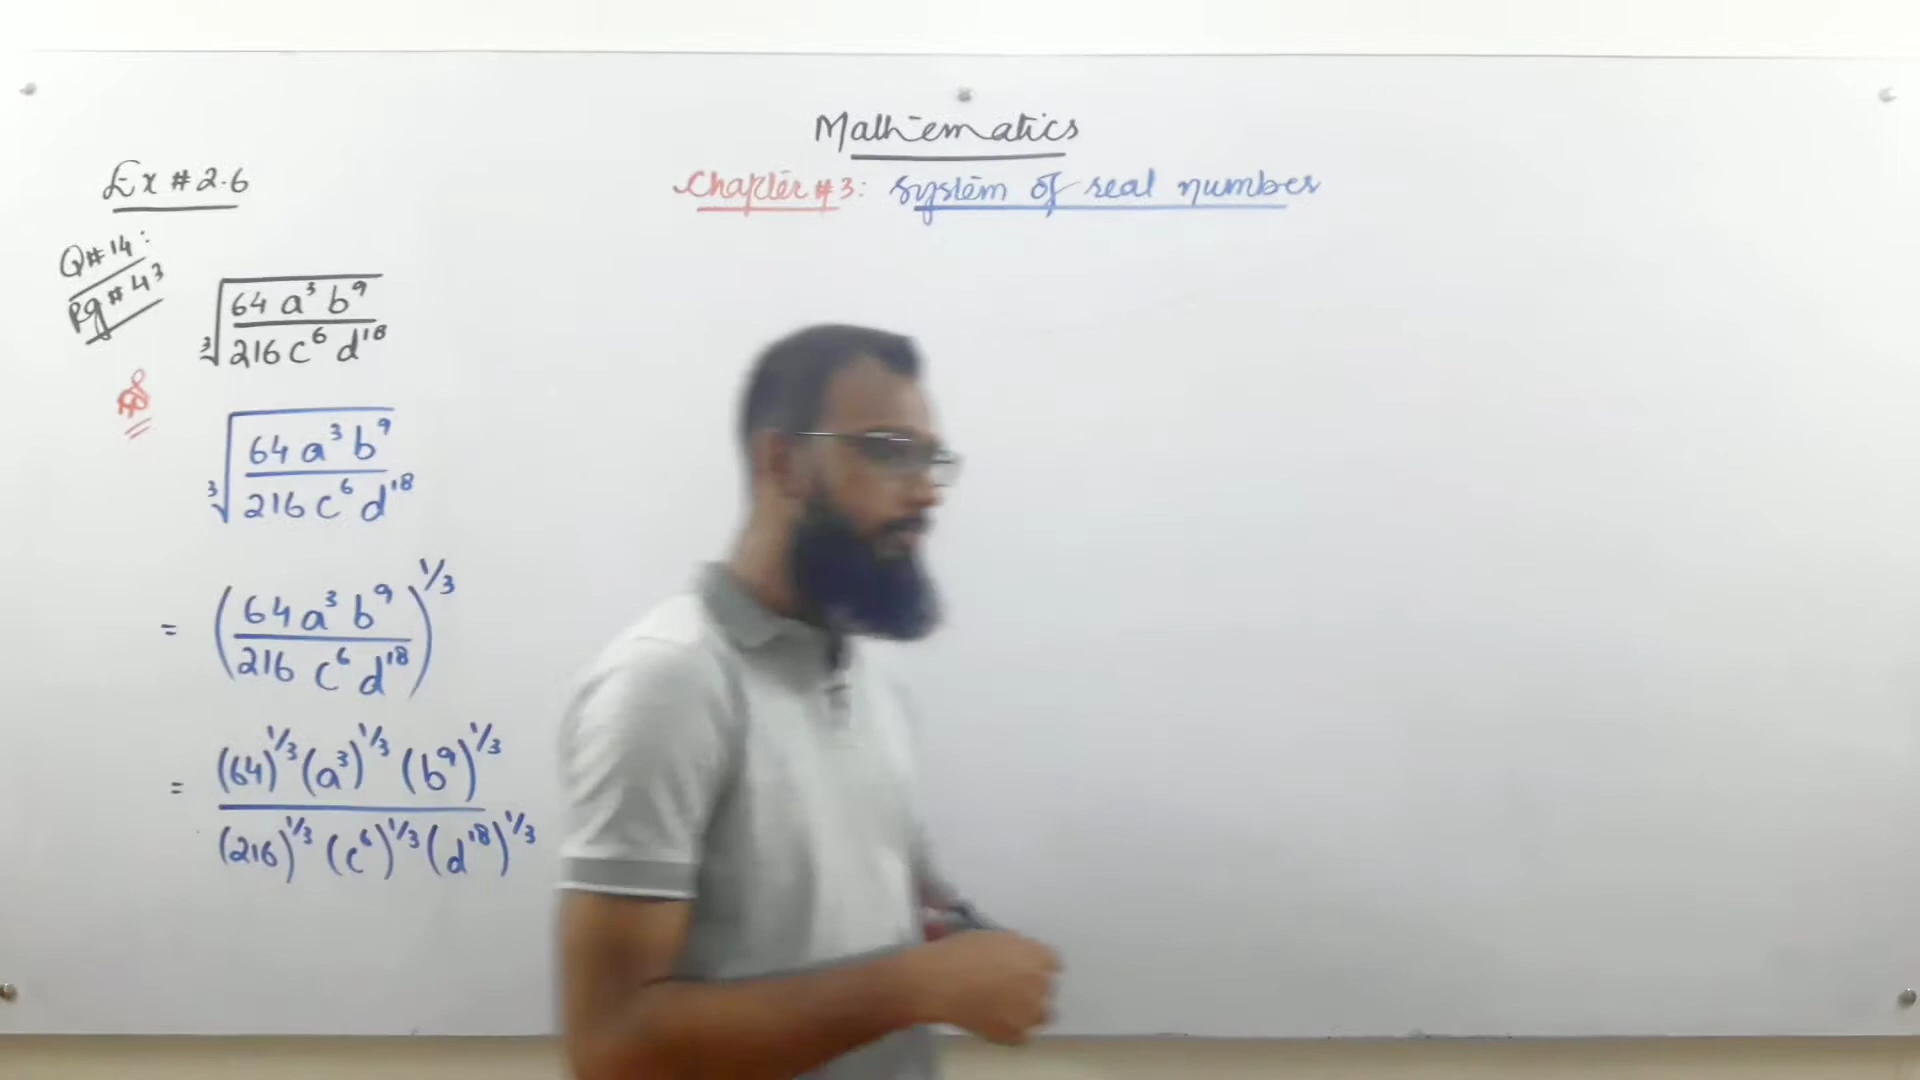 Mathematics
Chapter # 3: System of real number
Ex # 2.6
Q # 14:
Pg # 43
∛(64 a³ b⁹ / 216 c⁶ d¹⁸)
∛(64 a³ b⁹ / 216 c⁶ d¹⁸)
= (64 a³ b⁹ / 216 c⁶ d¹⁸)^1/3
= (64)^1/3 (a³)^1/3 (b⁹)^1/3 / (216)^1/3 (c⁶)^1/3 (d¹⁸)^1/3